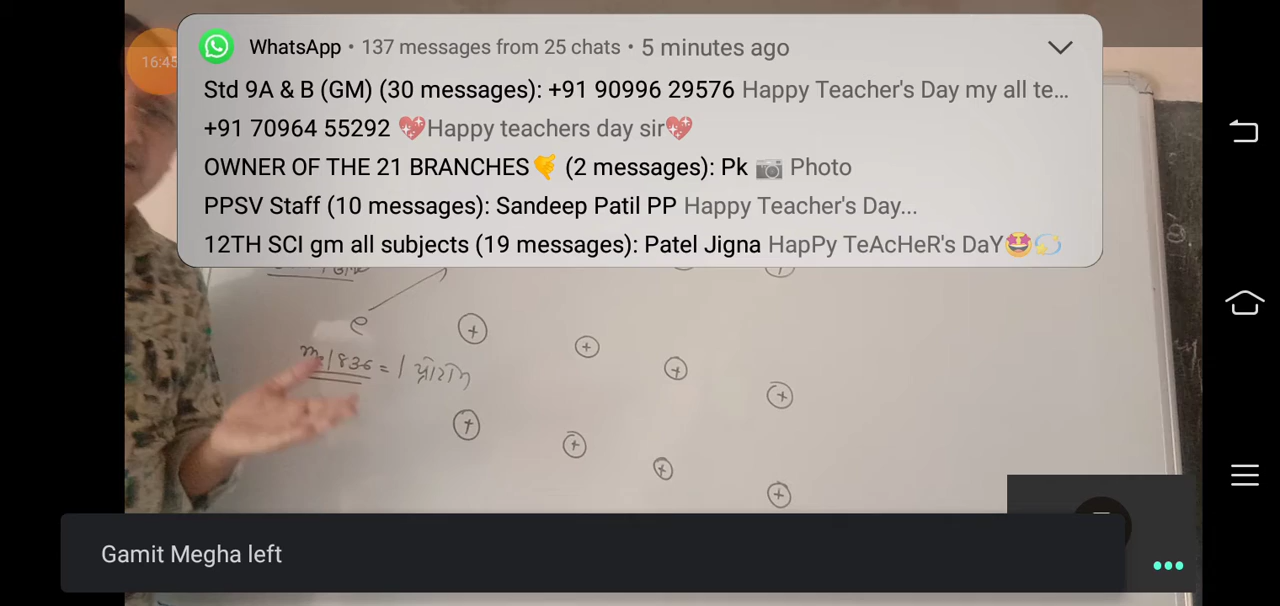 16:45
WhatsApp • 137 messages from 25 chats • 5 minutes ago
Std 9A & B (GM) (30 messages): +91 90996 29576 Happy Teacher's Day my all te...
+91 70964 55292 💖Happy teachers day sir💖
OWNER OF THE 21 BRANCHES🤙 (2 messages): Pk 📷 Photo
PPSV Staff (10 messages): Sandeep Patil PP Happy Teacher's Day...
12TH SCI gm all subjects (19 messages): Patel Jigna HapPy TeAcHeR's DaY🤩💫
e
+ + + +
1836 = 1
+ + + +
Gamit Megha left